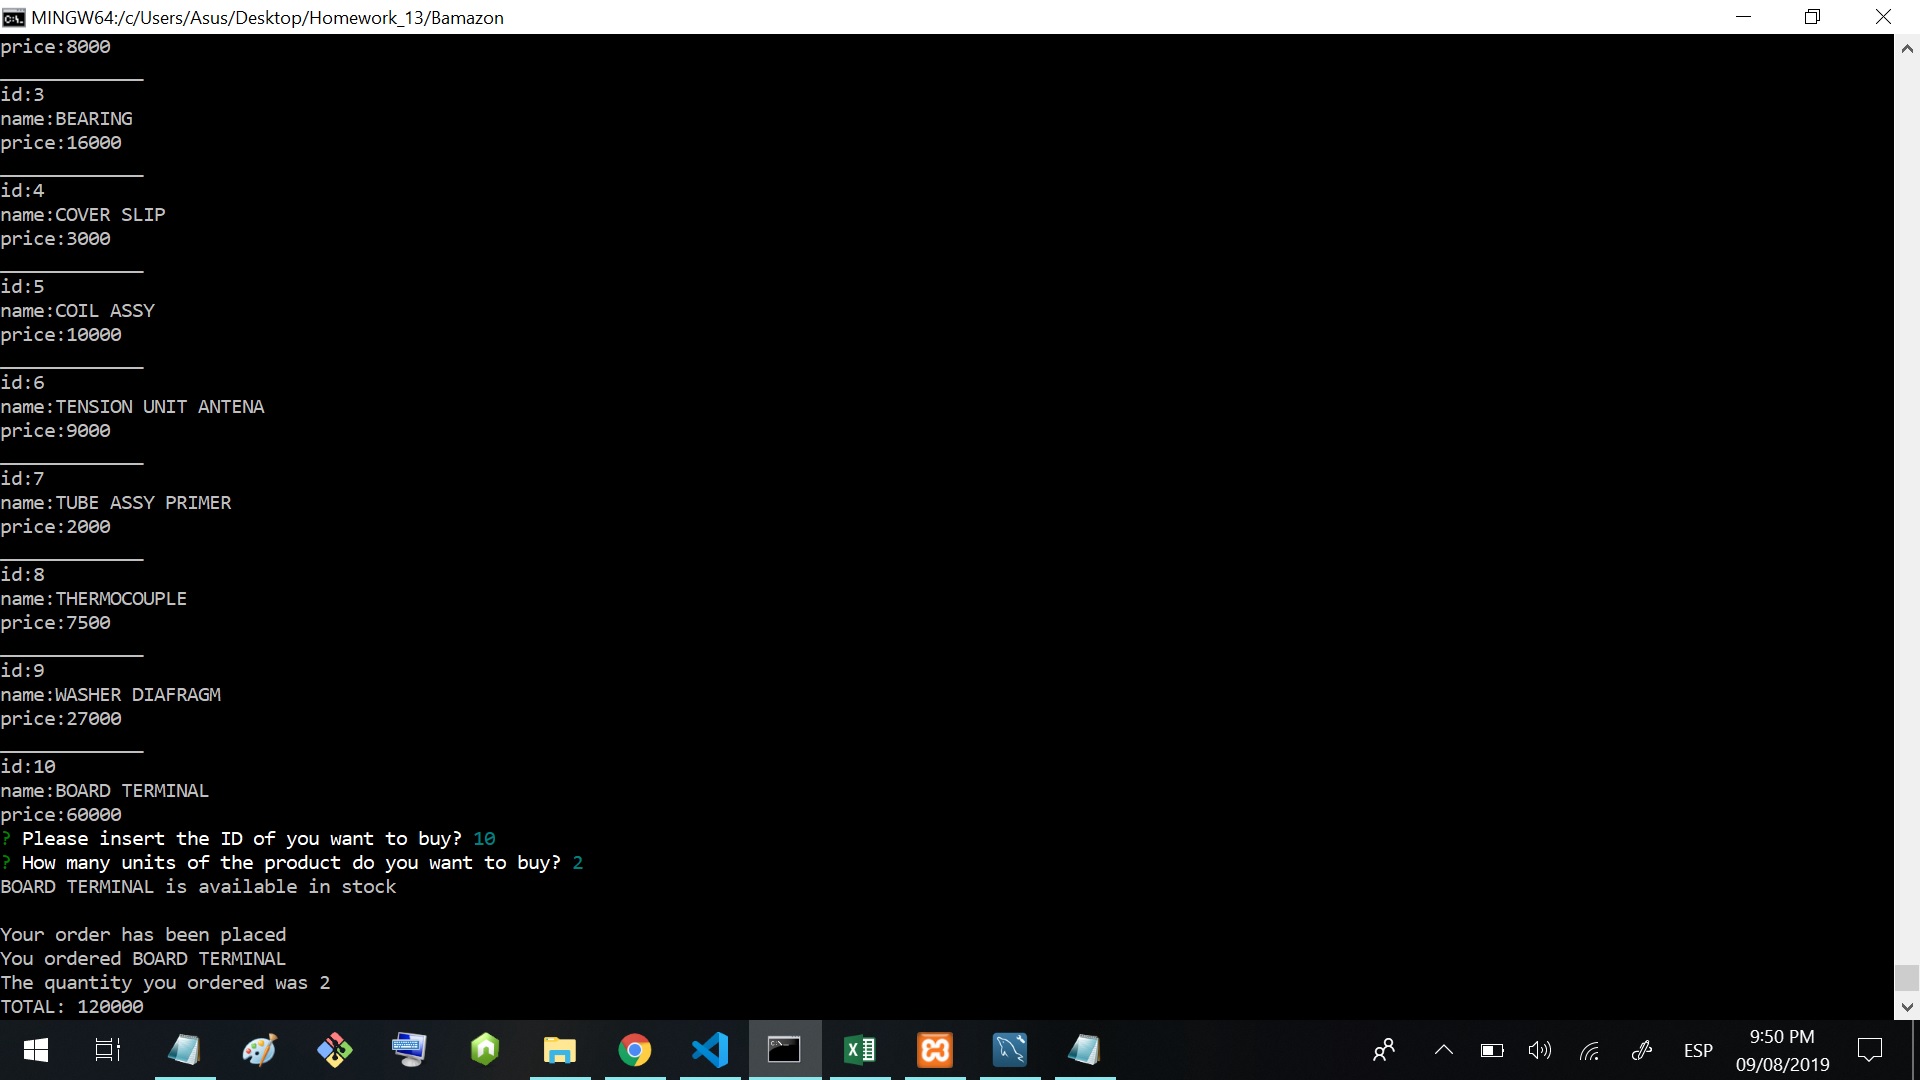 MINGW64:/c/Users/Asus/Desktop/Homework_13/Bamazon
price:8000
_____________
id:3
name:BEARING
price:16000
_____________
id:4
name:COVER SLIP
price:3000
_____________
id:5
name:COIL ASSY
price:10000
_____________
id:6
name:TENSION UNIT ANTENA
price:9000
_____________
id:7
name:TUBE ASSY PRIMER
price:2000
_____________
id:8
name:THERMOCOUPLE
price:7500
_____________
id:9
name:WASHER DIAFRAGM
price:27000
_____________
id:10
name:BOARD TERMINAL
price:60000
? Please insert the ID of you want to buy? 10
? How many units of the product do you want to buy? 2
BOARD TERMINAL is available in stock
Your order has been placed
You ordered BOARD TERMINAL
The quantity you ordered was 2
TOTAL: 120000
ESP
9:50 PM
09/08/2019